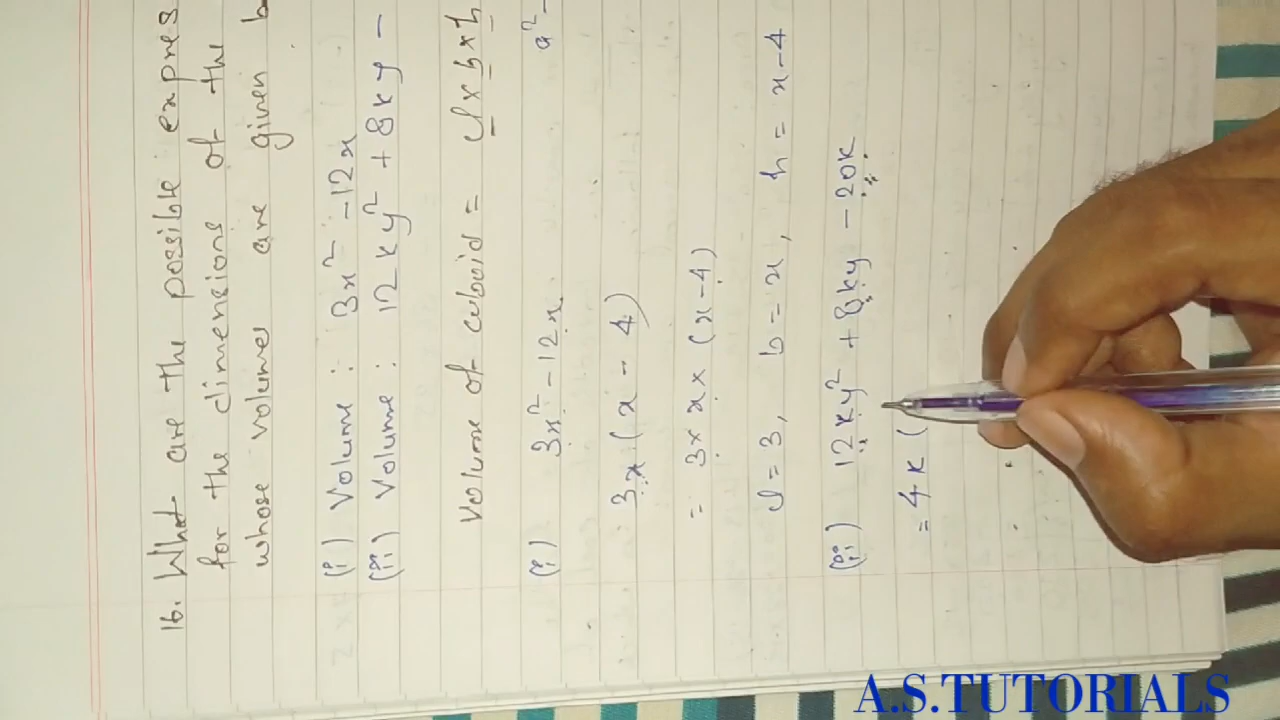 16. What are the possible expres
for the dimensions of the
whose volumes are given b
(i) Volume : 3x² - 12x
(ii) Volume : 12ky² + 8ky -
Volume of cuboid = l x b x h
(i) 3x² - 12x
a² -
3x (x - 4)
= 3 x x x (x - 4)
l = 3, b = x, h = x - 4
(ii) 12ky² + 8ky - 20k
= 4k (
A.S.TUTORIALS